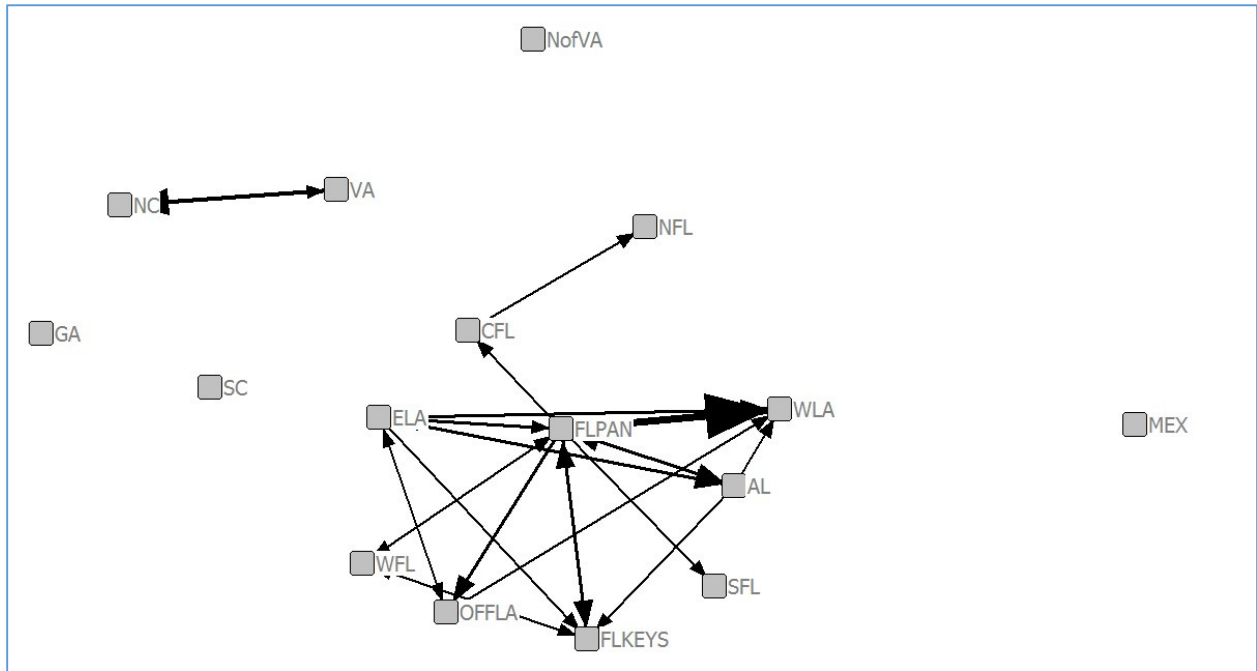 NofVA
VA
NC
NFL
CFL
GA
SC
WLA
ELA
MEX
FLPAN
AL
WFL
SFL
OFFLA
FLKEYS